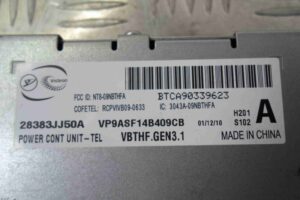 FCC ID: NT8-09NBTHFA
BTCA90339623
COFETEL: RCPVIVB09-0633
IC: 3043A-09NBTHFA
28383JJ50A VP9ASF14B409CB 01/12/10 H201 S102 A
POWER CONT UNIT-TEL VBTHF.GEN3.1 MADE IN CHINA